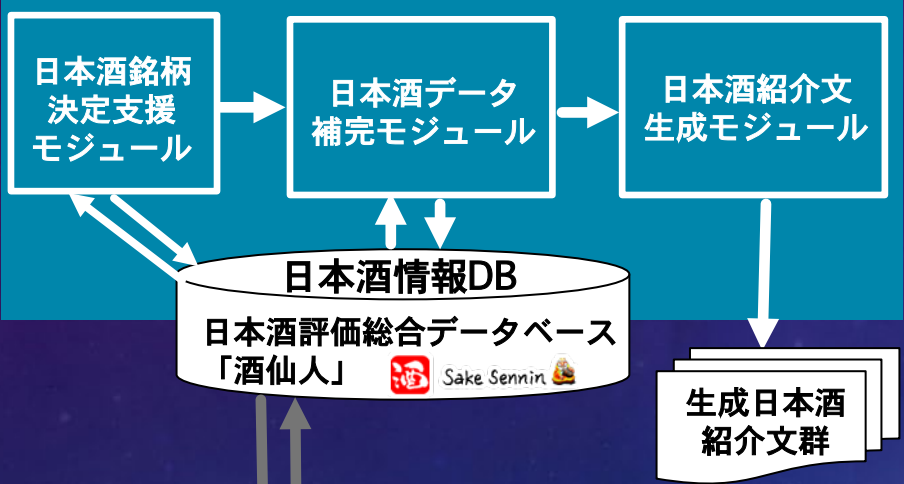 日本酒銘柄
決定支援
モジュール
日本酒データ
補完モジュール
日本酒紹介文
生成モジュール
日本酒情報DB
日本酒評価総合データベース
「酒仙人」
酒
Sake Sennin
生成日本酒
紹介文群